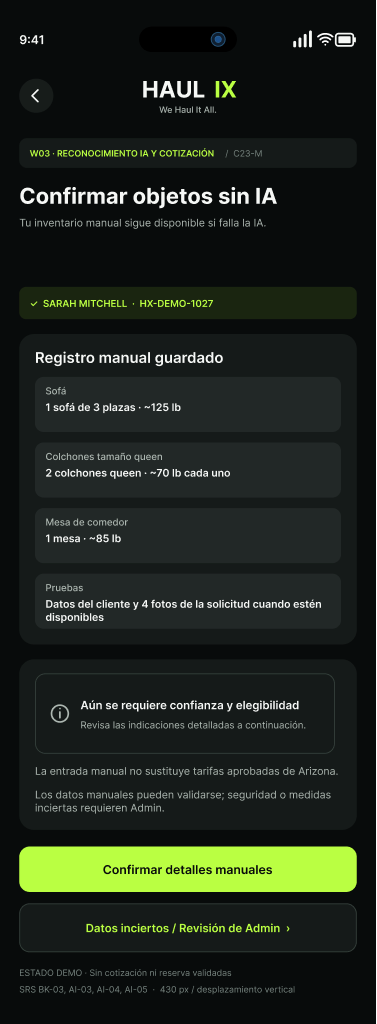 9:41
HAUL IX
We Haul It All.
W03 · RECONOCIMIENTO IA Y COTIZACIÓN / C23-M
Confirmar objetos sin IA
Tu inventario manual sigue disponible si falla la IA.
✓ SARAH MITCHELL · HX-DEMO-1027
Registro manual guardado
Sofá
1 sofá de 3 plazas · ~125 lb
Colchones tamaño queen
2 colchones queen · ~70 lb cada uno
Mesa de comedor
1 mesa · ~85 lb
Pruebas
Datos del cliente y 4 fotos de la solicitud cuando estén
disponibles
Aún se requiere confianza y elegibilidad
Revisa las indicaciones detalladas a continuación.
La entrada manual no sustituye tarifas aprobadas de Arizona.
Los datos manuales pueden validarse; seguridad o medidas
inciertas requieren Admin.
Confirmar detalles manuales
Datos inciertos / Revisión de Admin ›
ESTADO DEMO · Sin cotización ni reserva validadas
SRS BK-03, AI-03, AI-04, AI-05 · 430 px / desplazamiento vertical